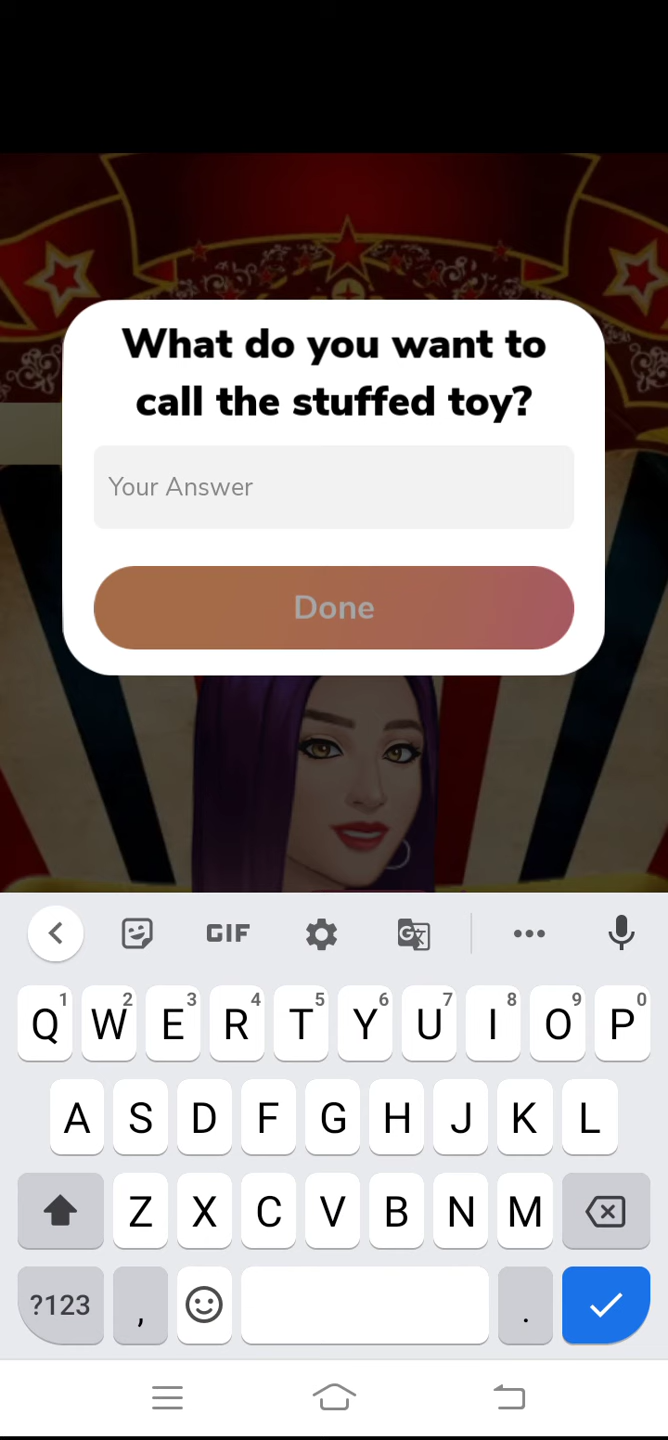 What do you want to
call the stuffed toy?
Your Answer
Done
GIF
G
1 2 3 4 5 6 7 8 9 0
Q W E R T Y U I O P
A S D F G H J K L
Z X C V B N M
?123 , .